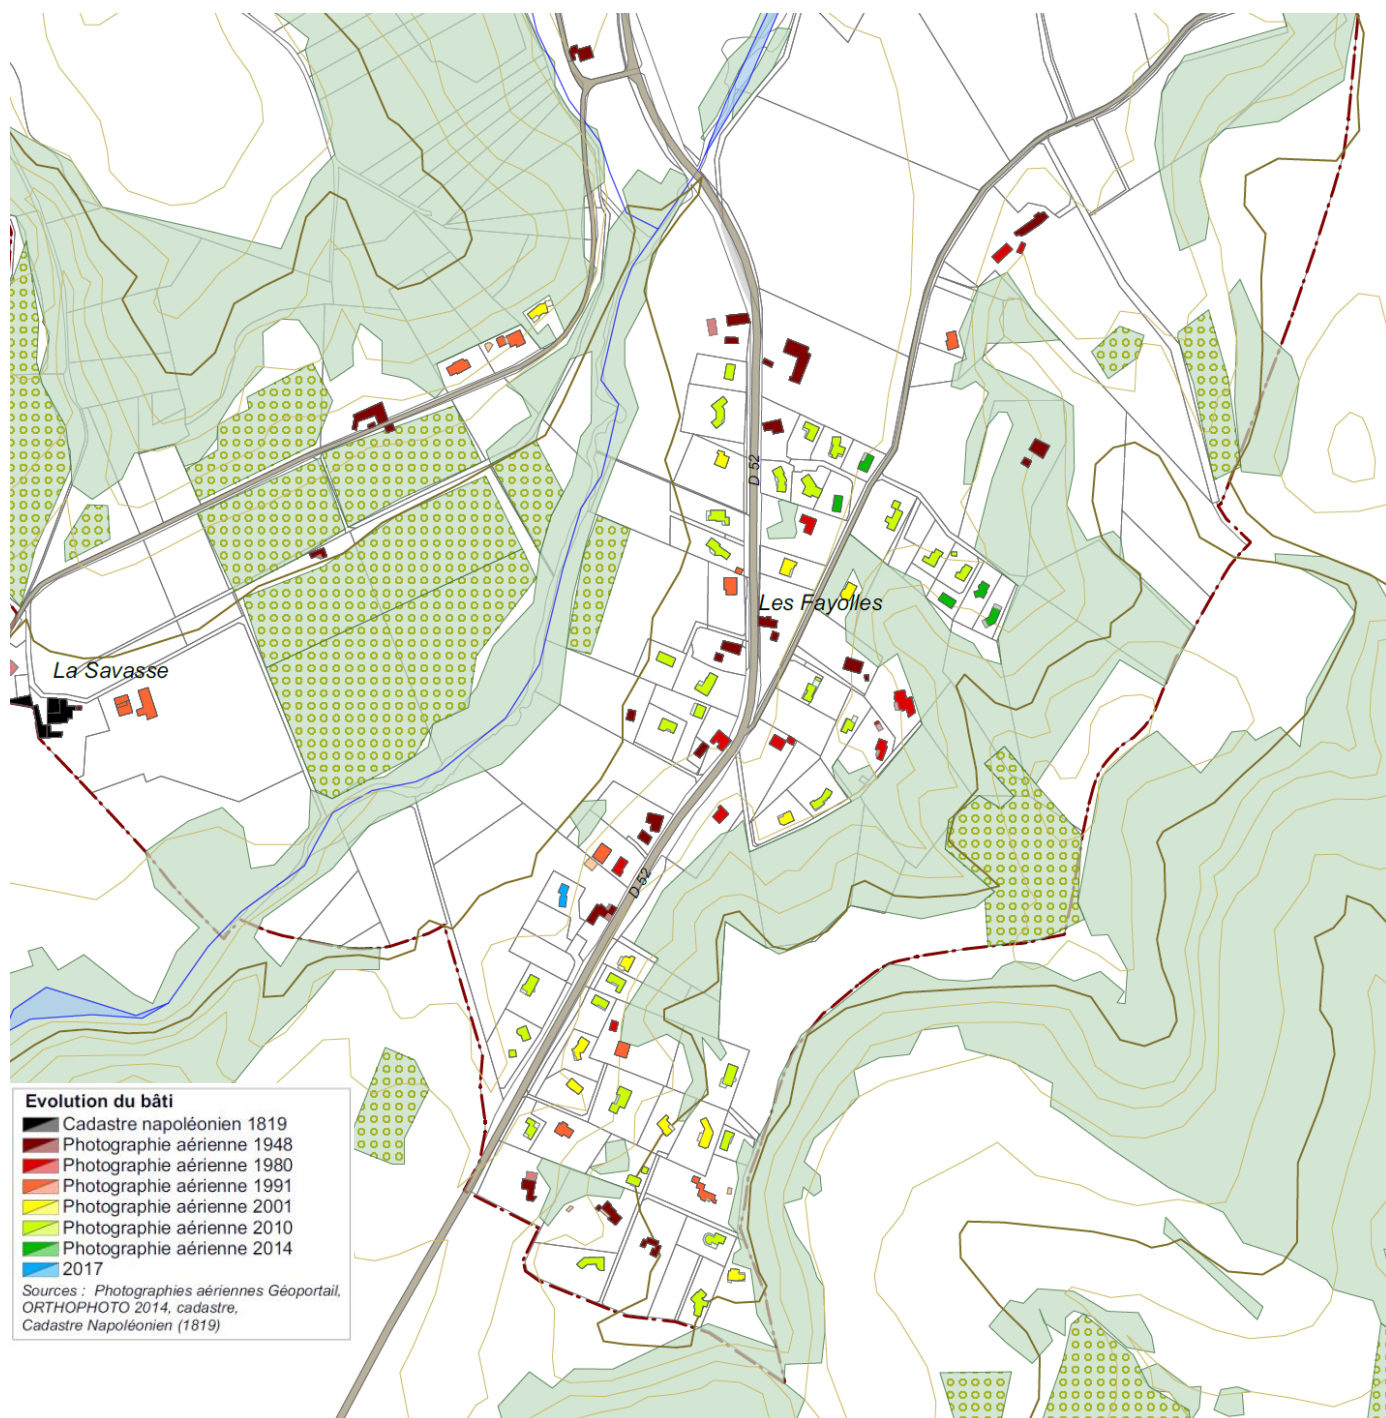 D 52
Les Fayolles
La Savasse
D 52
Evolution du bâti
Cadastre napoléonien 1819
Photographie aérienne 1948
Photographie aérienne 1980
Photographie aérienne 1991
Photographie aérienne 2001
Photographie aérienne 2010
Photographie aérienne 2014
2017
Sources : Photographies aériennes Géoportail,
ORTHOPHOTO 2014, cadastre,
Cadastre Napoléonien (1819)